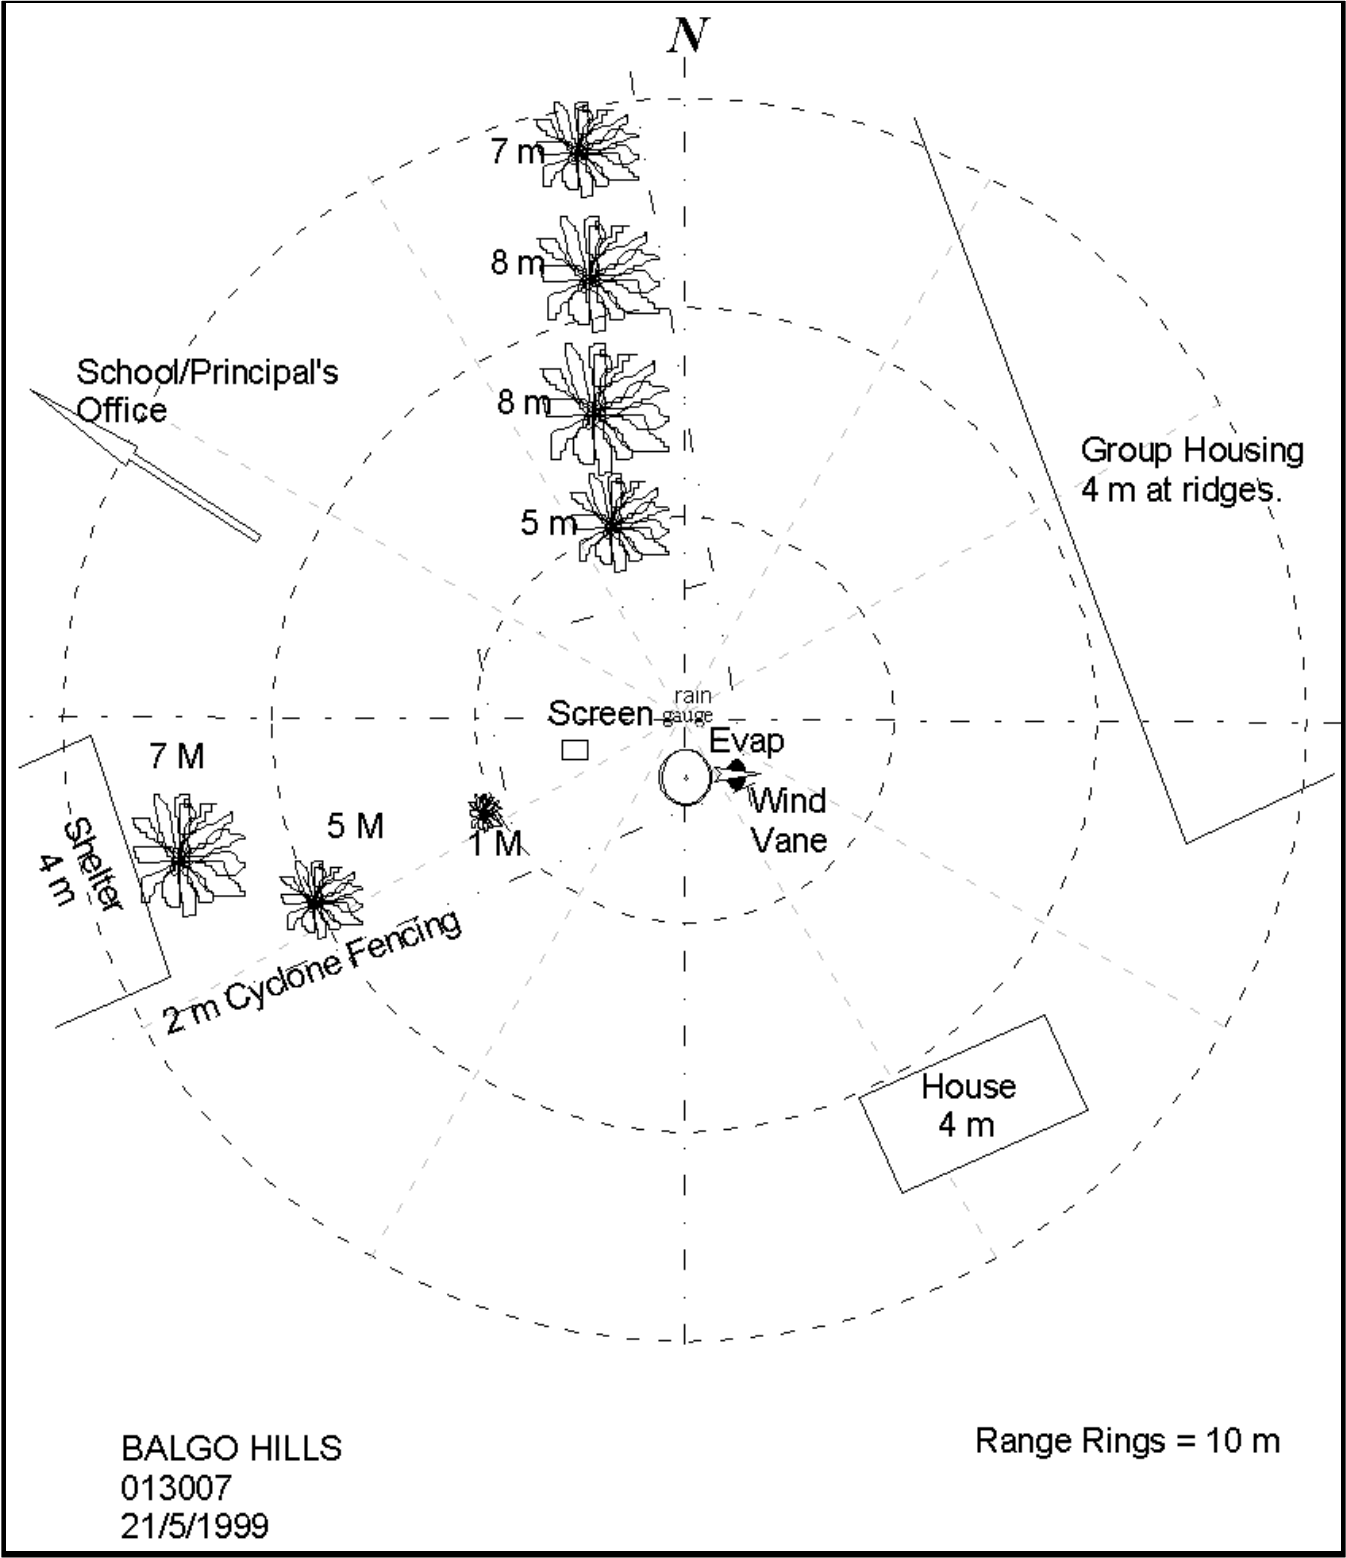 N
7 m
8 m
School/Principal's
Office
8 m
Group Housing
4 m at ridges.
5 m
rain
gauge
Screen
Evap
7 M
Wind
Vane
5 M
1 M
Shelter
4 m
2 m Cyclone Fencing
House
4 m
BALGO HILLS
013007
21/5/1999
Range Rings = 10 m